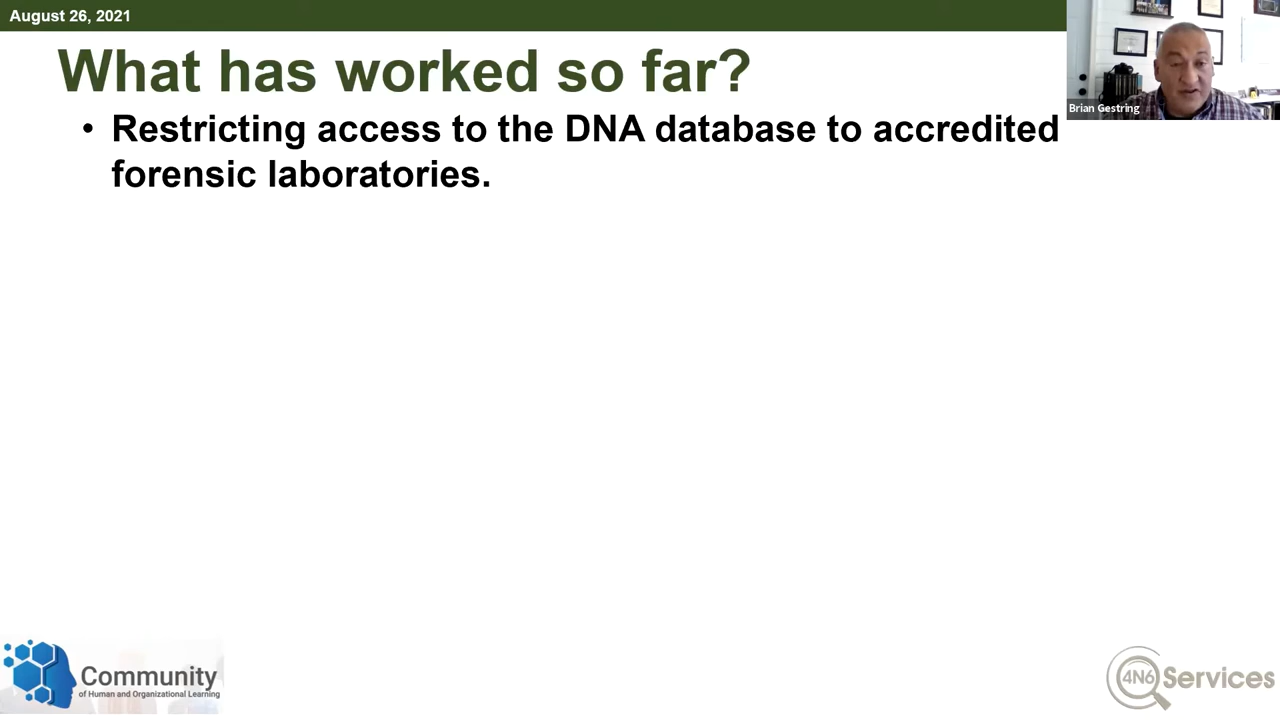 August 26, 2021
What has worked so far?
• Restricting access to the DNA database to accredited
forensic laboratories.
Brian Gestring
Community
of Human and Organizational Learning
4N6 Services